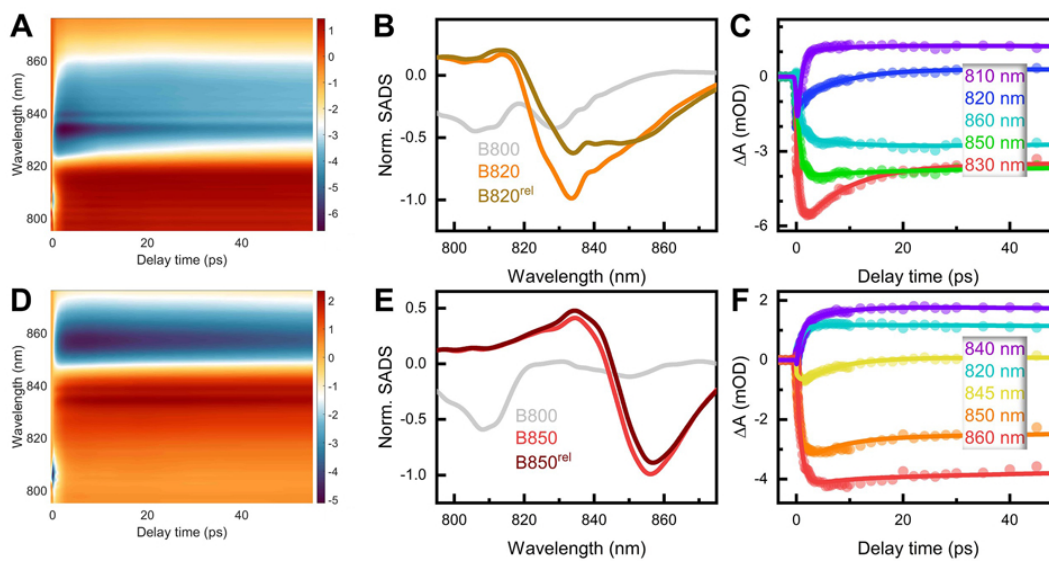 A
Wavelength (nm)
860
840
820
800
0
20
40
Delay time (ps)
1
0
-1
-2
-3
-4
-5
-6
B
Norm. SADS
0.0
-0.5
-1.0
B800
B820
B820rel
800
820
840
860
Wavelength (nm)
C
ΔA (mOD)
0
-3
-6
810 nm
820 nm
860 nm
850 nm
830 nm
0
20
40
Delay time (ps)
D
Wavelength (nm)
860
840
820
800
0
20
40
Delay time (ps)
2
1
0
-1
-2
-3
-4
-5
E
Norm. SADS
0.5
0.0
-0.5
-1.0
B800
B850
B850rel
800
820
840
860
Wavelength (nm)
F
ΔA (mOD)
2
0
-2
-4
840 nm
820 nm
845 nm
850 nm
860 nm
0
20
40
Delay time (ps)